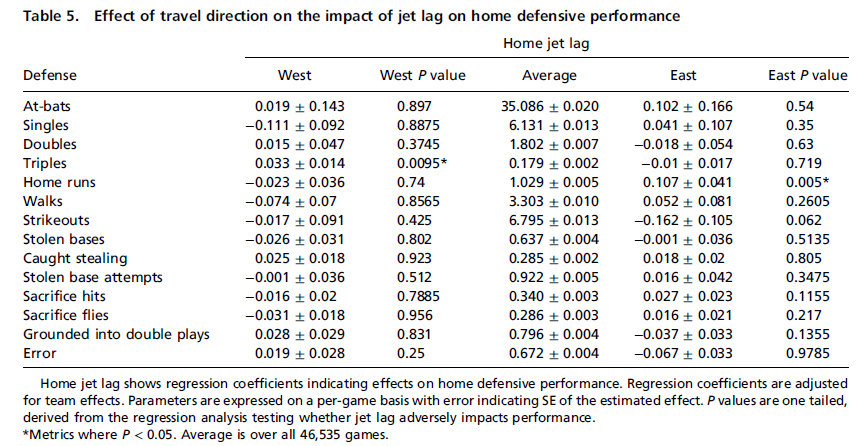 Table 5. Effect of travel direction on the impact of jet lag on home defensive performance
Home jet lag
Defense West West P value Average East East P value
At-bats 0.019 ± 0.143 0.897 35.086 ± 0.020 0.102 ± 0.166 0.54
Singles −0.111 ± 0.092 0.8875 6.131 ± 0.013 0.041 ± 0.107 0.35
Doubles 0.015 ± 0.047 0.3745 1.802 ± 0.007 −0.018 ± 0.054 0.63
Triples 0.033 ± 0.014 0.0095* 0.179 ± 0.002 −0.01 ± 0.017 0.719
Home runs −0.023 ± 0.036 0.74 1.029 ± 0.005 0.107 ± 0.041 0.005*
Walks −0.074 ± 0.07 0.8565 3.303 ± 0.010 0.052 ± 0.081 0.2605
Strikeouts −0.017 ± 0.091 0.425 6.795 ± 0.013 −0.162 ± 0.105 0.062
Stolen bases −0.026 ± 0.031 0.802 0.637 ± 0.004 −0.001 ± 0.036 0.5135
Caught stealing 0.025 ± 0.018 0.923 0.285 ± 0.002 0.018 ± 0.02 0.805
Stolen base attempts −0.001 ± 0.036 0.512 0.922 ± 0.005 0.016 ± 0.042 0.3475
Sacrifice hits −0.016 ± 0.02 0.7885 0.340 ± 0.003 0.027 ± 0.023 0.1155
Sacrifice flies −0.031 ± 0.018 0.956 0.286 ± 0.003 0.016 ± 0.021 0.217
Grounded into double plays 0.028 ± 0.029 0.831 0.796 ± 0.004 −0.037 ± 0.033 0.1355
Error 0.019 ± 0.028 0.25 0.672 ± 0.004 −0.067 ± 0.033 0.9785
Home jet lag shows regression coefficients indicating effects on home defensive performance. Regression coefficients are adjusted
for team effects. Parameters are expressed on a per-game basis with error indicating SE of the estimated effect. P values are one tailed,
derived from the regression analysis testing whether jet lag adversely impacts performance.
*Metrics where P < 0.05. Average is over all 46,535 games.